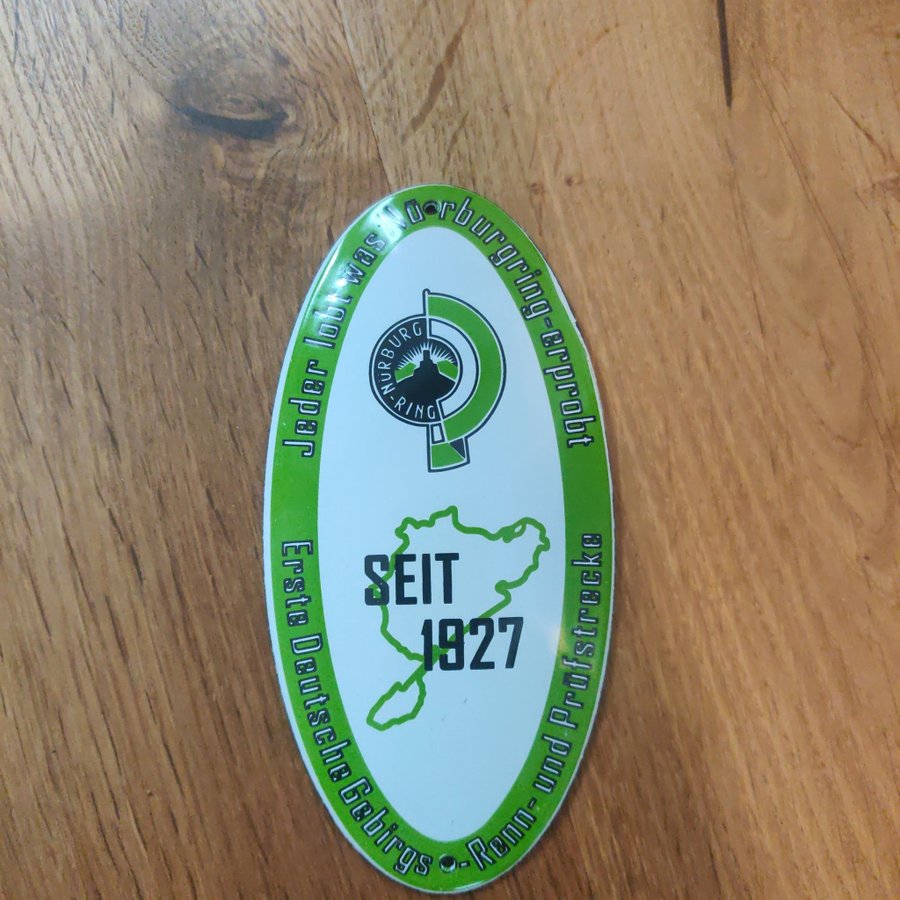 Jeder lobt was Nürburgring-erprobt
NÜRBURG
-RING
SEIT
1927
Erste Deutsche Gebirgs-Renn- und Prüfstrecke